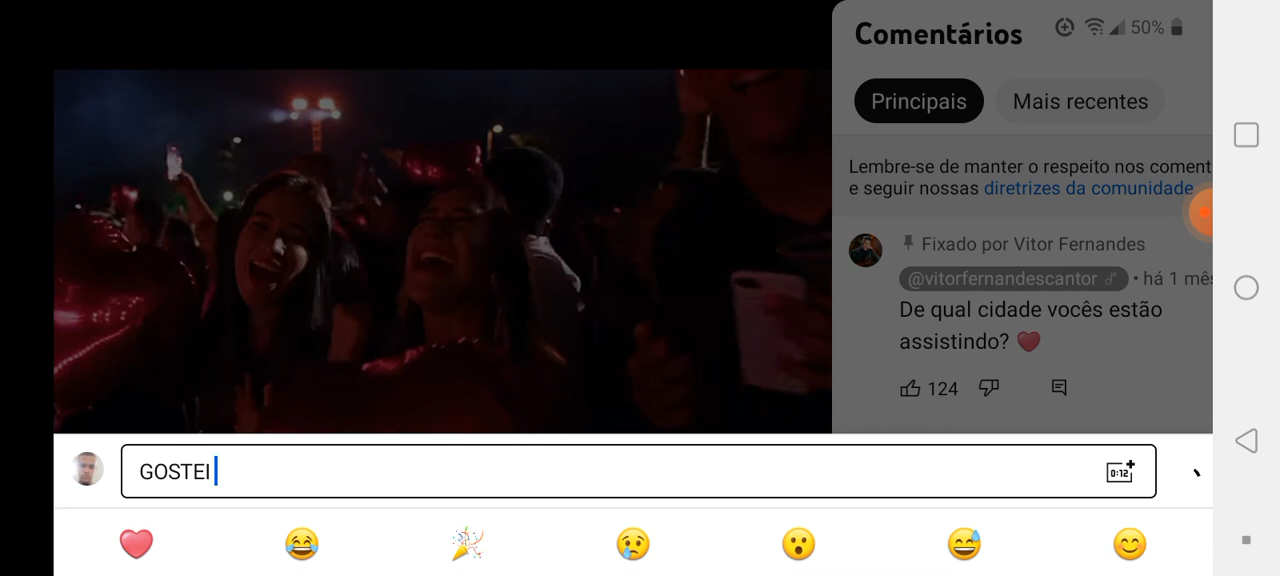 Comentários
50%
Principais
Mais recentes
Lembre-se de manter o respeito nos coment
e seguir nossas diretrizes da comunidade
Fixado por Vitor Fernandes
@vitorfernandescantor • há 1 mês
De qual cidade vocês estão
assistindo?
124
GOSTEI
0:12